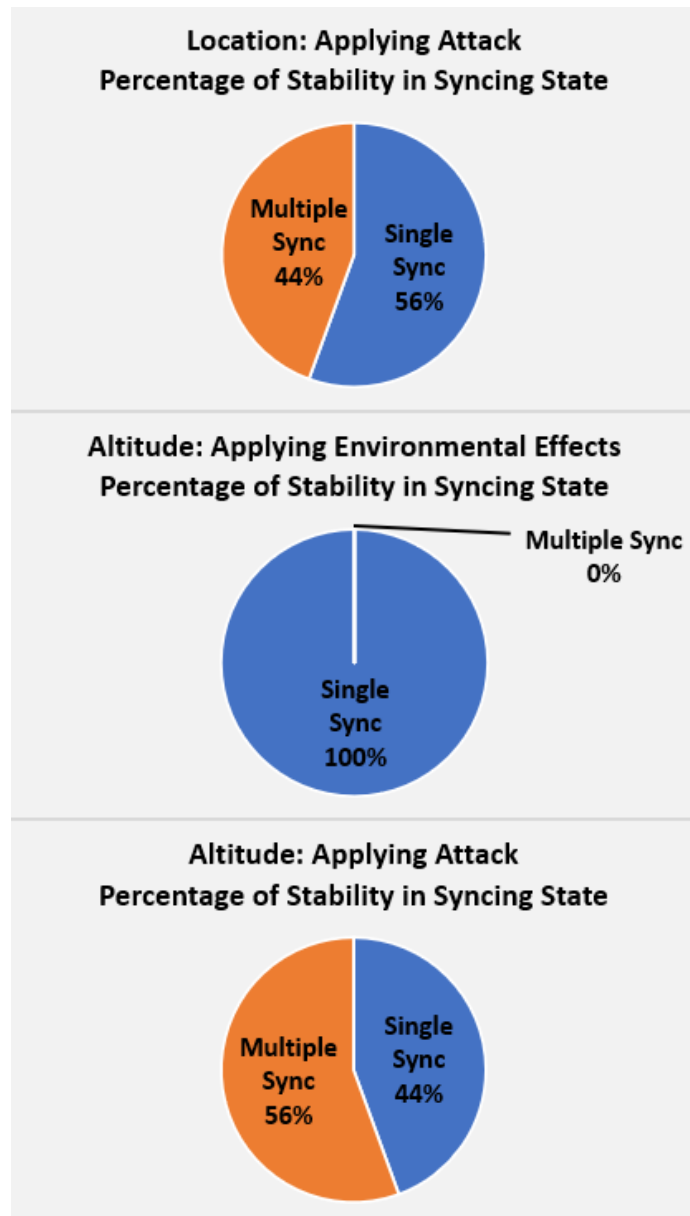 Location: Applying Attack
Percentage of Stability in Syncing State
Multiple
Sync
44%
Single
Sync
56%
Altitude: Applying Environmental Effects
Percentage of Stability in Syncing State
Multiple Sync
0%
Single
Sync
100%
Altitude: Applying Attack
Percentage of Stability in Syncing State
Multiple
Sync
56%
Single
Sync
44%